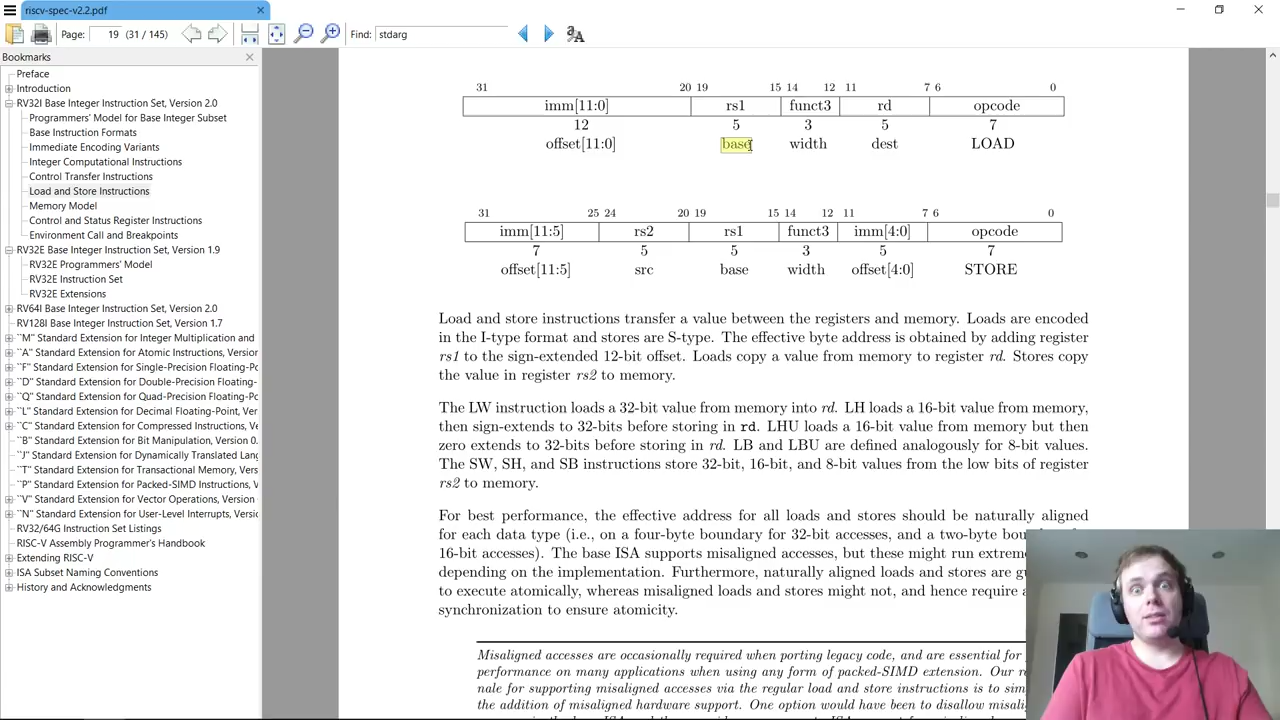 riscv-spec-v2.2.pdf
Page: 19 (31 / 145) Find: stdarg
Bookmarks
Preface
Introduction
RV32I Base Integer Instruction Set, Version 2.0
Programmers' Model for Base Integer Subset
Base Instruction Formats
Immediate Encoding Variants
Integer Computational Instructions
Control Transfer Instructions
Load and Store Instructions
Memory Model
Control and Status Register Instructions
Environment Call and Breakpoints
RV32E Base Integer Instruction Set, Version 1.9
RV32E Programmers' Model
RV32E Instruction Set
RV32E Extensions
RV64I Base Integer Instruction Set, Version 2.0
RV128I Base Integer Instruction Set, Version 1.7
``M'' Standard Extension for Integer Multiplication and
``A'' Standard Extension for Atomic Instructions, Version
``F'' Standard Extension for Single-Precision Floating-Po
``D'' Standard Extension for Double-Precision Floating-
``Q'' Standard Extension for Quad-Precision Floating-Po
``L'' Standard Extension for Decimal Floating-Point, Ver
``C'' Standard Extension for Compressed Instructions, Ve
``B'' Standard Extension for Bit Manipulation, Version 0.
``J'' Standard Extension for Dynamically Translated Lang
``T'' Standard Extension for Transactional Memory, Vers
``P'' Standard Extension for Packed-SIMD Instructions, V
``V'' Standard Extension for Vector Operations, Version
``N'' Standard Extension for User-Level Interrupts, Versio
RV32/64G Instruction Set Listings
RISC-V Assembly Programmer's Handbook
Extending RISC-V
ISA Subset Naming Conventions
History and Acknowledgments
31 20 19 15 14 12 11 7 6 0
imm[11:0] rs1 funct3 rd opcode
12 5 3 5 7
offset[11:0] base width dest LOAD
31 25 24 20 19 15 14 12 11 7 6 0
imm[11:5] rs2 rs1 funct3 imm[4:0] opcode
7 5 5 3 5 7
offset[11:5] src base width offset[4:0] STORE
Load and store instructions transfer a value between the registers and memory. Loads are encoded
in the I-type format and stores are S-type. The effective byte address is obtained by adding register
rs1 to the sign-extended 12-bit offset. Loads copy a value from memory to register rd. Stores copy
the value in register rs2 to memory.
The LW instruction loads a 32-bit value from memory into rd. LH loads a 16-bit value from memory,
then sign-extends to 32-bits before storing in rd. LHU loads a 16-bit value from memory but then
zero extends to 32-bits before storing in rd. LB and LBU are defined analogously for 8-bit values.
The SW, SH, and SB instructions store 32-bit, 16-bit, and 8-bit values from the low bits of register
rs2 to memory.
For best performance, the effective address for all loads and stores should be naturally aligned
for each data type (i.e., on a four-byte boundary for 32-bit accesses, and a two-byte
16-bit accesses). The base ISA supports misaligned accesses, but these might run
depending on the implementation. Furthermore, naturally aligned loads and stores are
to execute atomically, whereas misaligned loads and stores might not, and hence require
synchronization to ensure atomicity.
Misaligned accesses are occasionally required when porting legacy code, and are essential for
performance on many applications when using any form of packed-SIMD extension. Our
nale for supporting misaligned accesses via the regular load and store instructions is to
the addition of misaligned hardware support. One option would have been to disallow